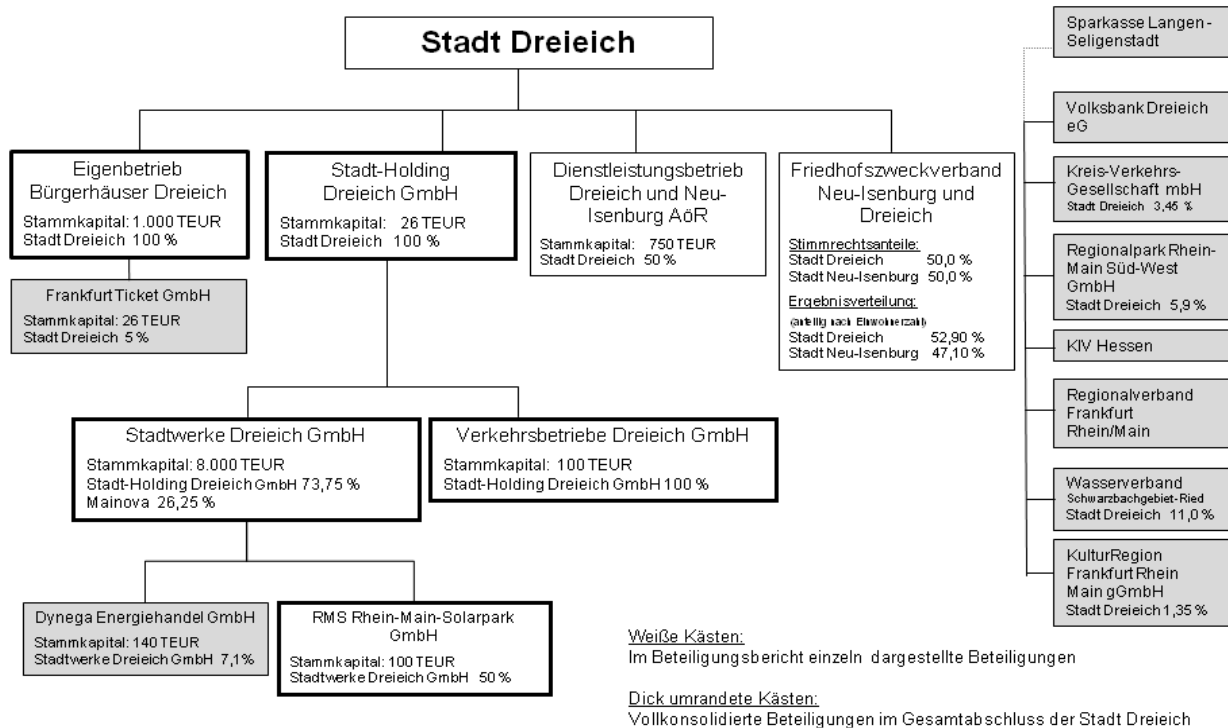 Stadt Dreieich
Eigenbetrieb
Bürgerhäuser Dreieich
Stammkapital: 1.000 TEUR
Stadt Dreieich 100 %
Frankfurt Ticket GmbH
Stammkapital: 26 TEUR
Stadt Dreieich 5 %
Stadt-Holding
Dreieich GmbH
Stammkapital: 26 TEUR
Stadt Dreieich 100 %
Dienstleistungsbetrieb
Dreieich und Neu-
Isenburg AöR
Stammkapital: 750 TEUR
Stadt Dreieich 50 %
Friedhofszweckverband
Neu-Isenburg und
Dreieich
Stimmrechtsanteile:
Stadt Dreieich 50,0 %
Stadt Neu-Isenburg 50,0 %
Ergebnisverteilung:
(anteilig nach Einwohnerzahl)
Stadt Dreieich 52,90 %
Stadt Neu-Isenburg 47,10 %
Stadtwerke Dreieich GmbH
Stammkapital: 8.000 TEUR
Stadt-Holding Dreieich GmbH 73,75 %
Mainova 26,25 %
Verkehrsbetriebe Dreieich GmbH
Stammkapital: 100 TEUR
Stadt-Holding Dreieich GmbH 100 %
Dynega Energiehandel GmbH
Stammkapital: 140 TEUR
Stadtwerke Dreieich GmbH 7,1%
RMS Rhein-Main-Solarpark
GmbH
Stammkapital: 100 TEUR
Stadtwerke Dreieich GmbH 50 %
Sparkasse Langen-
Seligenstadt
Volksbank Dreieich
eG
Kreis-Verkehrs-
Gesellschaft mbH
Stadt Dreieich 3,45 %
Regionalpark Rhein-
Main Süd-West
GmbH
Stadt Dreieich 5,9 %
KIV Hessen
Regionalverband
Frankfurt
Rhein/Main
Wasserverband
Schwarzbachgebiet-Ried
Stadt Dreieich 11,0 %
KulturRegion
Frankfurt Rhein
Main gGmbH
Stadt Dreieich 1,35 %
Weiße Kästen:
Im Beteiligungsbericht einzeln dargestellte Beteiligungen
Dick umrandete Kästen:
Vollkonsolidierte Beteiligungen im Gesamtabschluss der Stadt Dreieich